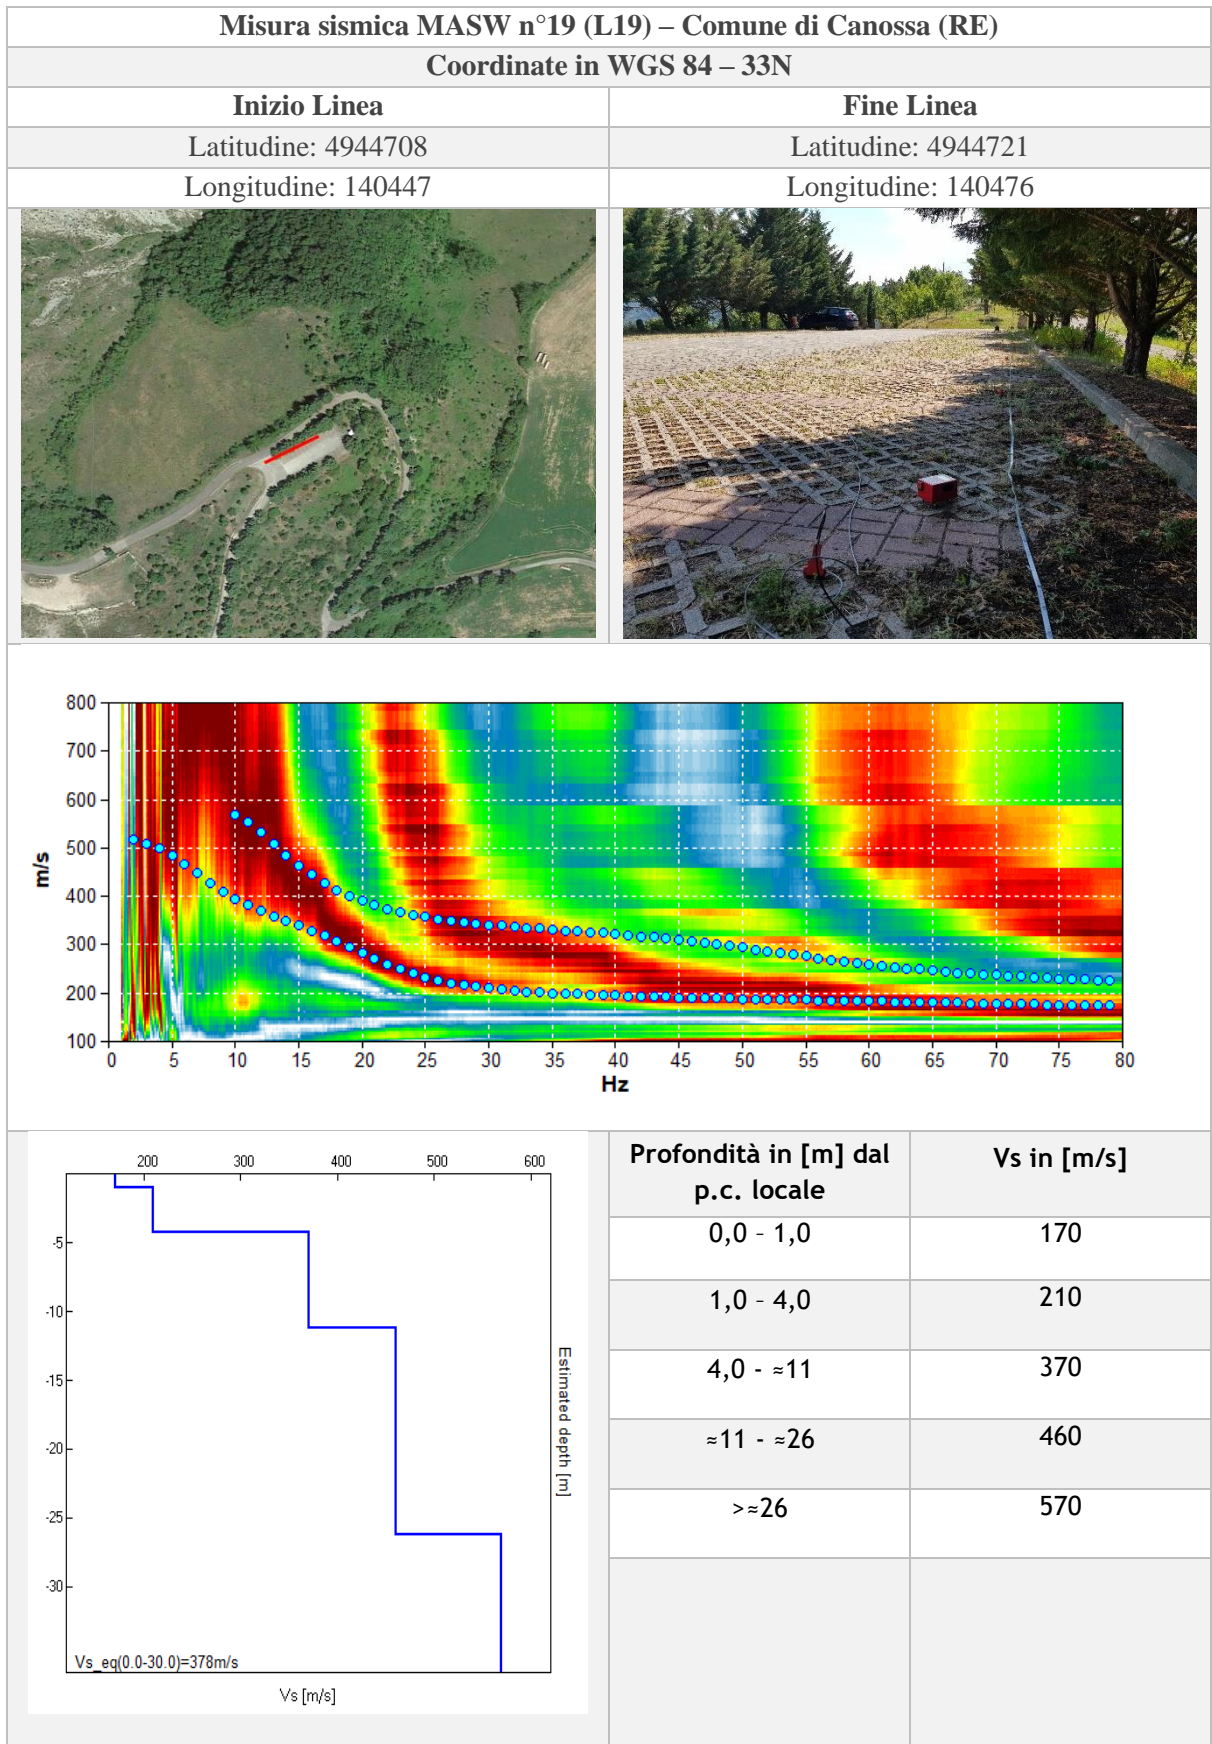 Misura sismica MASW n°19 (L19) – Comune di Canossa (RE)
Coordinate in WGS 84 – 33N
Inizio Linea
Fine Linea
Latitudine: 4944708
Latitudine: 4944721
Longitudine: 140447
Longitudine: 140476
800
700
600
500
400
300
200
100
m/s
0 5 10 15 20 25 30 35 40 45 50 55 60 65 70 75 80
Hz
200 300 400 500 600
-5
-10
-15
-20
-25
-30
Estimated depth [m]
Vs_eq(0.0-30.0)=378m/s
Vs [m/s]
Profondità in [m] dal
p.c. locale
Vs in [m/s]
0,0 – 1,0
170
1,0 – 4,0
210
4,0 - ≈11
370
≈11 - ≈26
460
>≈26
570